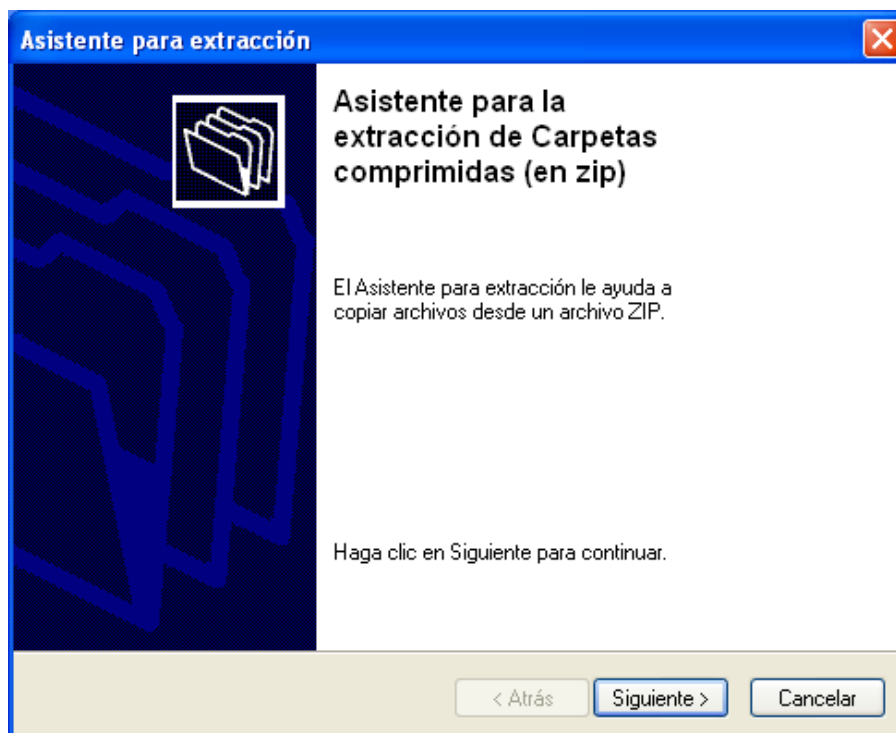 Asistente para extracción
Asistente para la
extracción de Carpetas
comprimidas (en zip)
El Asistente para extracción le ayuda a
copiar archivos desde un archivo ZIP.
Haga clic en Siguiente para continuar.
< Atrás
Siguiente >
Cancelar